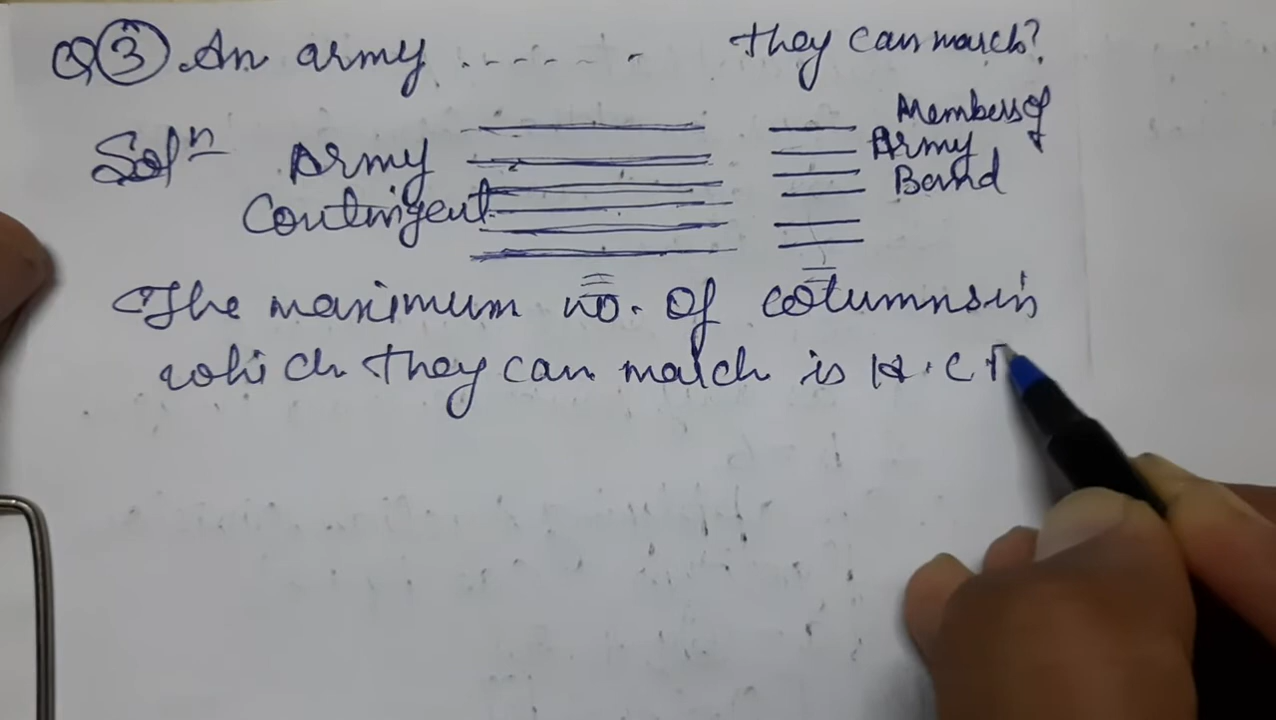 Q ③. An army ------ they can march?
Members of
Solⁿ Army Army
Contingent Band
The maximum no. of columns in
which they can march is H.C.F